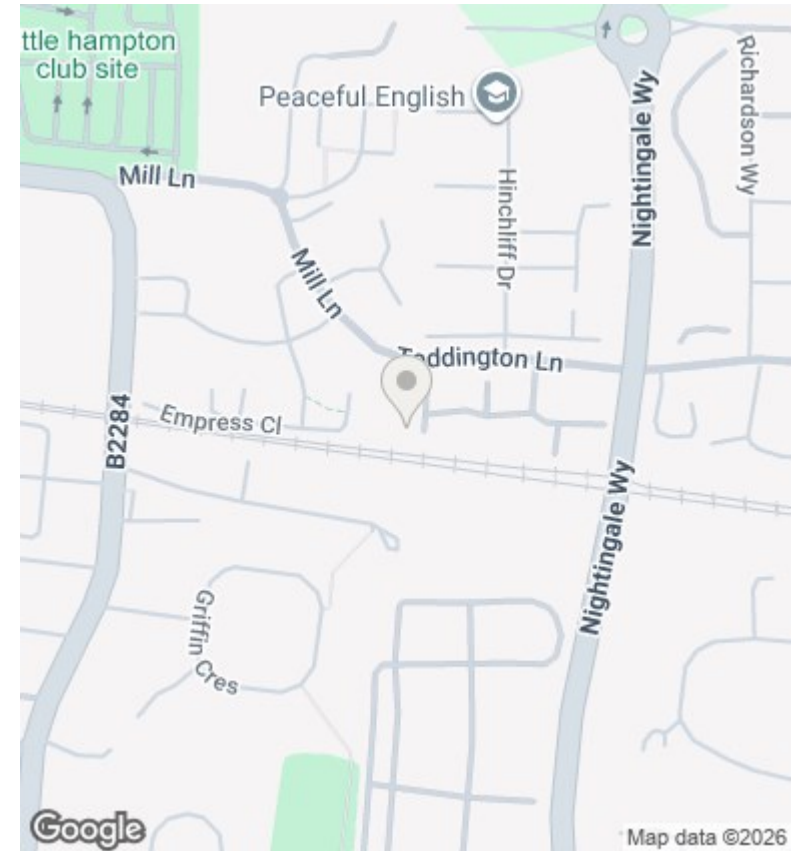 ttle hampton
club site
Peaceful English
Richardson Wy
Nightingale Wy
Mill Ln
Hinchliff Dr
Mill Ln
Toddington Ln
Empress Cl
B2284
Nightingale Wy
Griffin Cres
Google
Map data ©2026